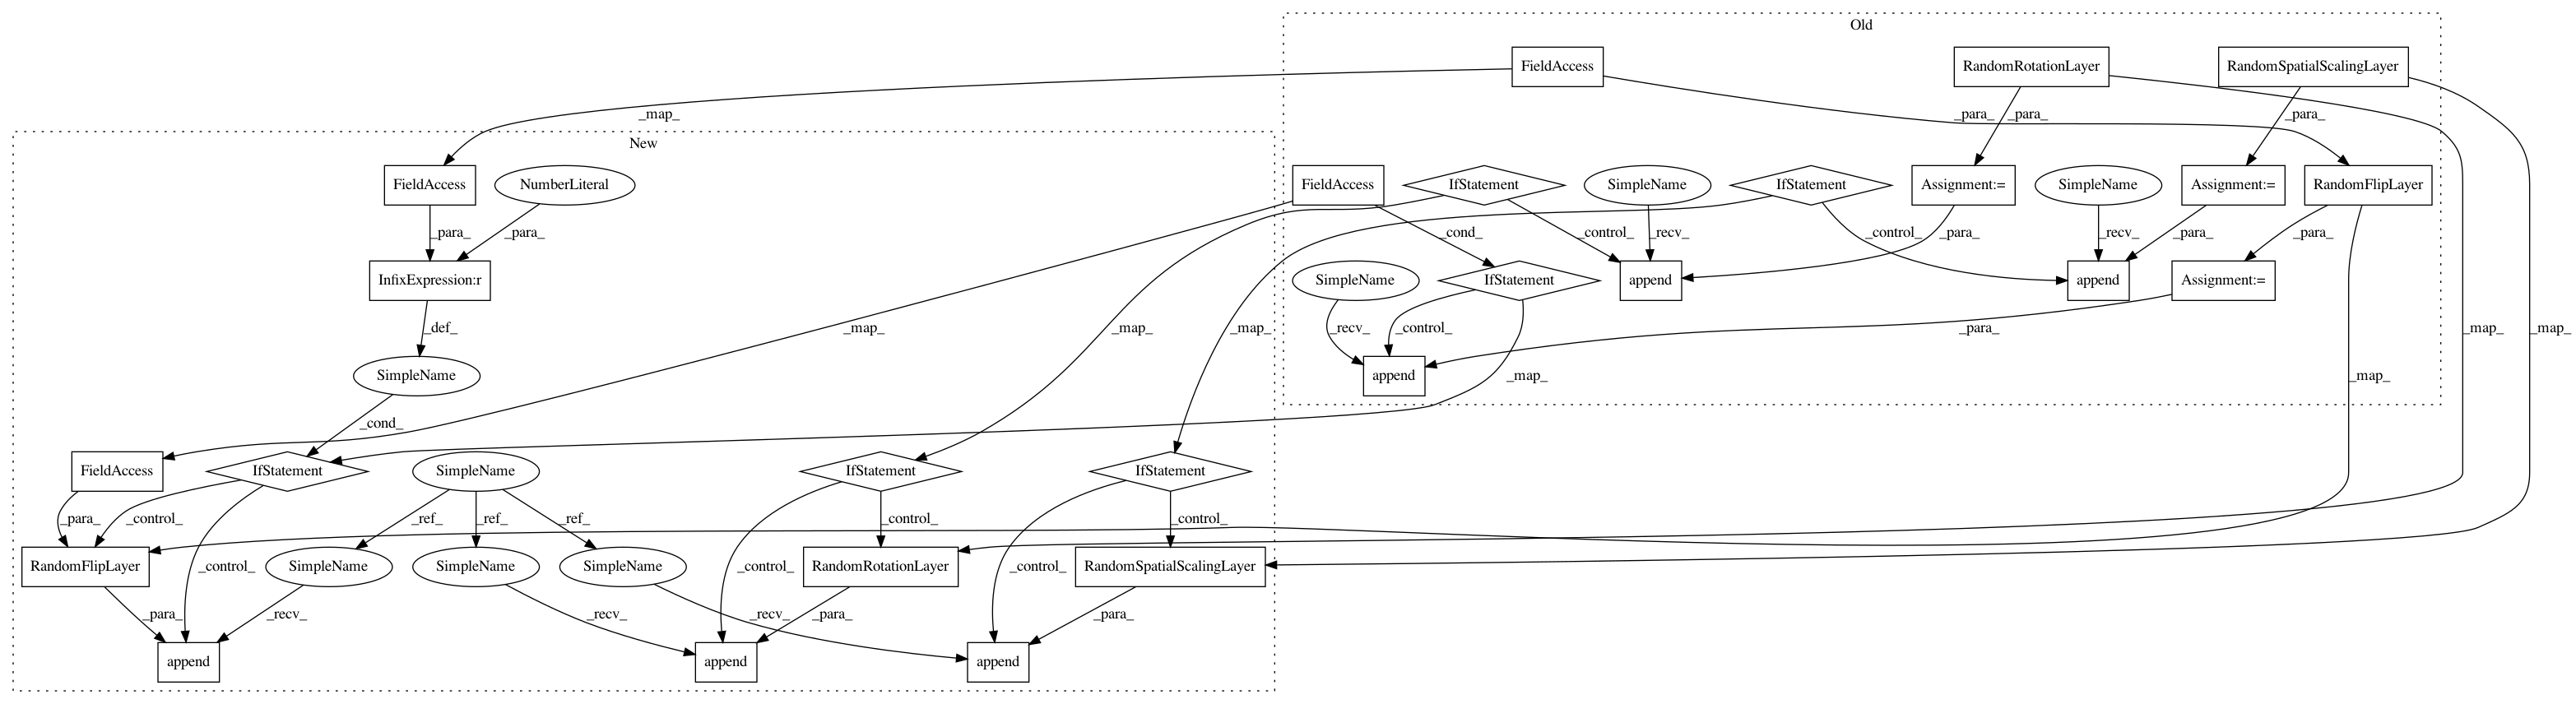 Old
FieldAccess
RandomRotationLayer
RandomSpatialScalingLayer
_map_
_para_
_para_
_para_
New
FieldAccess
NumberLiteral
FieldAccess
IfStatement
SimpleName
IfStatement
Assignment:=
SimpleName
Assignment:=
RandomFlipLayer
_para_
_para_
_cond_
_control_
_recv_
_para_
_control_
_recv_
_para_
_para_
InfixExpression:r
SimpleName
IfStatement
append
append
Assignment:=
_def_
_map_
_map_
_map_
_recv_
_control_
_para_
_map_
_map_
SimpleName
append
_map_
_map_
_cond_
FieldAccess
IfStatement
SimpleName
IfStatement
IfStatement
_para_
_control_
_ref_
_ref_
_ref_
_control_
_control_
RandomFlipLayer
_control_
SimpleName
SimpleName
SimpleName
_control_
RandomRotationLayer
_control_
RandomSpatialScalingLayer
_para_
_recv_
_recv_
_recv_
_para_
_para_
append
append
append